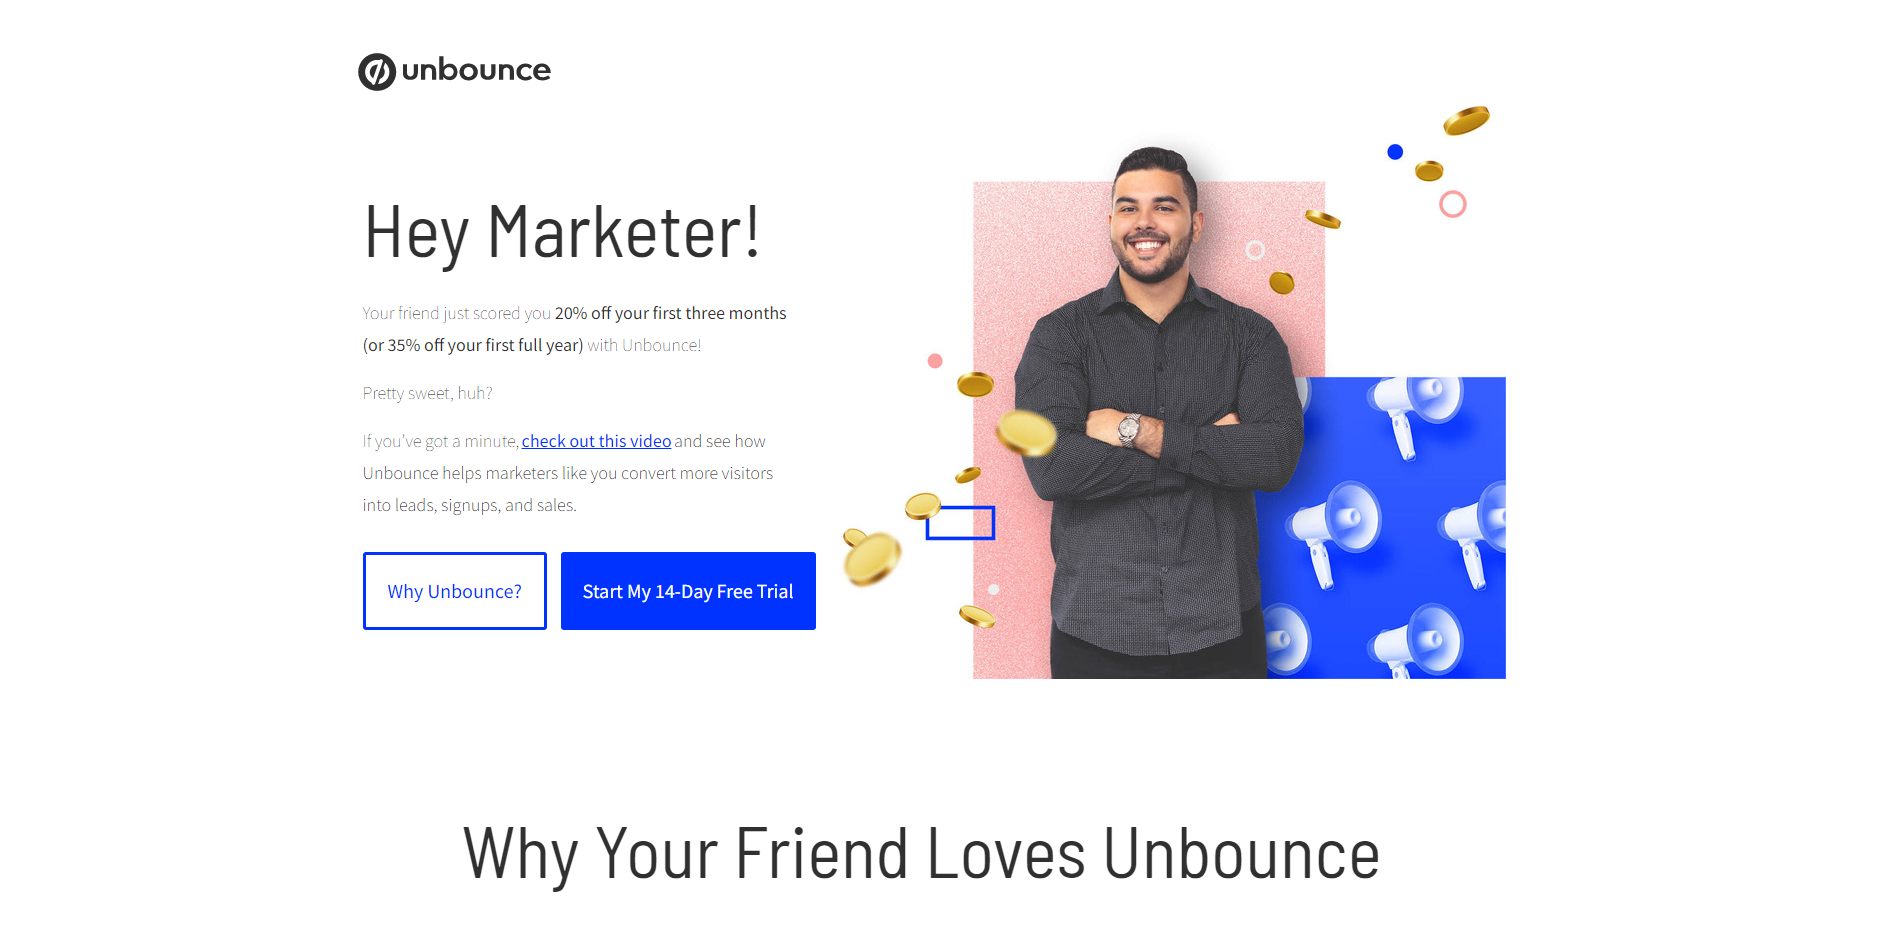 unbounce
Hey Marketer!
Your friend just scored you 20% off your first three months
(or 35% off your first full year) with Unbounce!
Pretty sweet, huh?
If you've got a minute, check out this video and see how
Unbounce helps marketers like you convert more visitors
into leads, signups, and sales.
Why Unbounce?
Start My 14-Day Free Trial
Why Your Friend Loves Unbounce